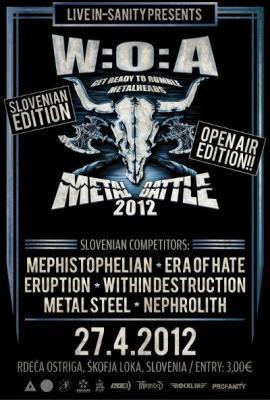 LIVE IN-SANITY PRESENTS
W:O:A
GET READY TO RUMBLE
METALHEADS
SLOVENIAN
EDITION
OPEN AIR
EDITION!!
METAL BATTLE
2012
SLOVENIAN COMPETITORS:
MEPHISTOPHELIAN * ERA OF HATE
ERUPTION * WITHIN DESTRUCTION
METAL STEEL * NEPHROLITH
27.4.2012
RDEČA OSTRIGA, ŠKOFJA LOKA, SLOVENIA / ENTRY: 3,00€
ROCKLINE PROFANITY